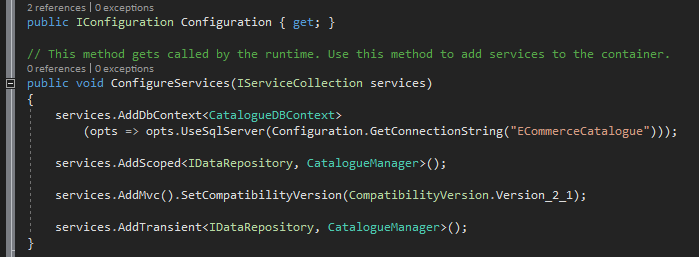 2 references | 0 exceptions
public IConfiguration Configuration { get; }
// This method gets called by the runtime. Use this method to add services to the container.
0 references | 0 exceptions
public void ConfigureServices(IServiceCollection services)
{
services.AddDbContext<CatalogueDBContext>
(opts => opts.UseSqlServer(Configuration.GetConnectionString("ECommerceCatalogue")));
services.AddScoped<IDataRepository, CatalogueManager>();
services.AddMvc().SetCompatibilityVersion(CompatibilityVersion.Version_2_1);
services.AddTransient<IDataRepository, CatalogueManager>();
}